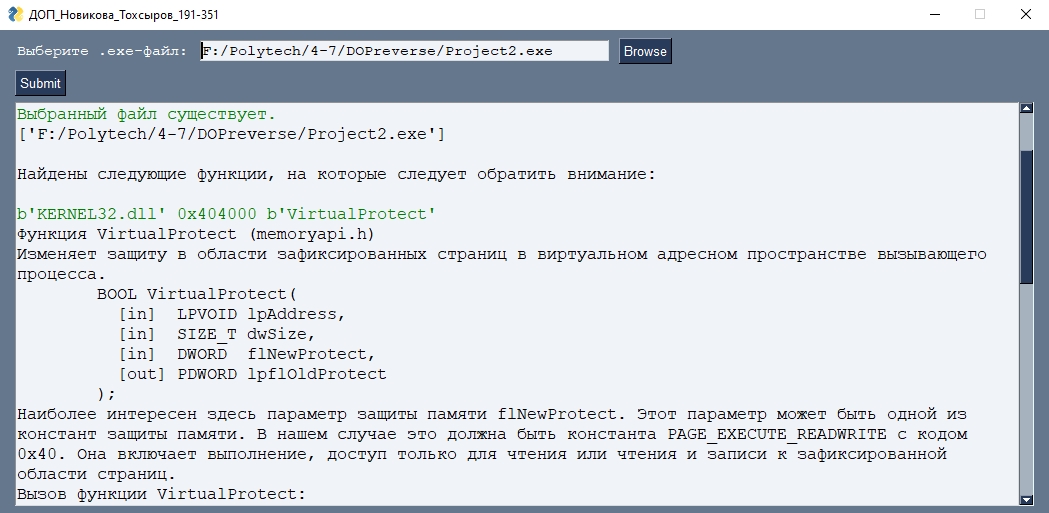 ДОП_Новикова_Тохсыров_191-351
Выберите .exe-файл: F:/Polytech/4-7/DOPreverse/Project2.exe Browse
Submit
Выбранный файл существует.
['F:/Polytech/4-7/DOPreverse/Project2.exe']
Найдены следующие функции, на которые следует обратить внимание:
b'KERNEL32.dll' 0x404000 b'VirtualProtect'
Функция VirtualProtect (memoryapi.h)
Изменяет защиту в области зафиксированных страниц в виртуальном адресном пространстве вызывающего
процесса.
BOOL VirtualProtect(
[in]  LPVOID lpAddress,
[in]  SIZE_T dwSize,
[in]  DWORD  flNewProtect,
[out] PDWORD lpflOldProtect
);
Наиболее интересен здесь параметр защиты памяти flNewProtect. Этот параметр может быть одной из
констант защиты памяти. В нашем случае это должна быть константа PAGE_EXECUTE_READWRITE с кодом
0x40. Она включает выполнение, доступ только для чтения или чтения и записи к зафиксированной
области страниц.
Вызов функции VirtualProtect: